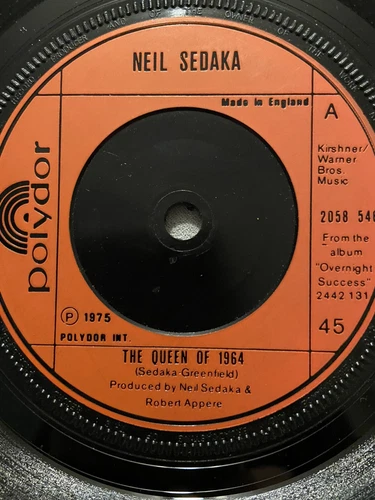 NEIL SEDAKA
Made in England
A
Kirshner/
Warner
Bros.
Music
2058 546
From the
album
"Overnight
Success"
2442 131
45
polydor
Ⓟ 1975
POLYDOR INT.
THE QUEEN OF 1964
(Sedaka-Greenfield)
Produced by Neil Sedaka &
Robert Appere